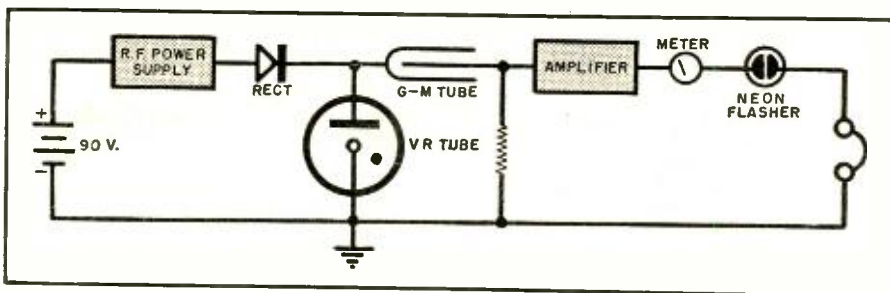 R.F. POWER
SUPPLY
RECT
G-M TUBE
AMPLIFIER
METER
NEON
FLASHER
+
90 V.
-
VR TUBE